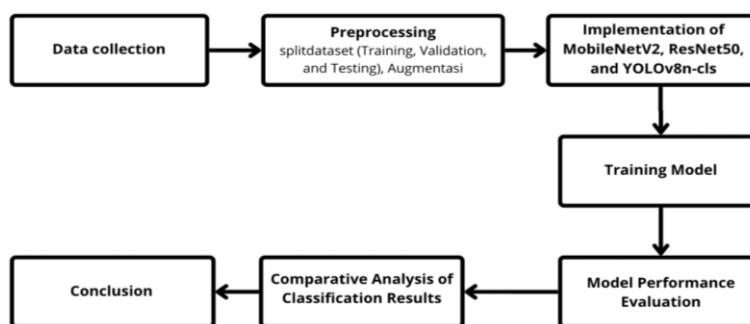 Data collection
Preprocessing
splitdataset (Training, Validation,
and Testing), Augmentasi
Implementation of
MobileNetV2, ResNet50,
and YOLOv8n-cls
Training Model
Model Performance
Evaluation
Comparative Analysis of
Classification Results
Conclusion